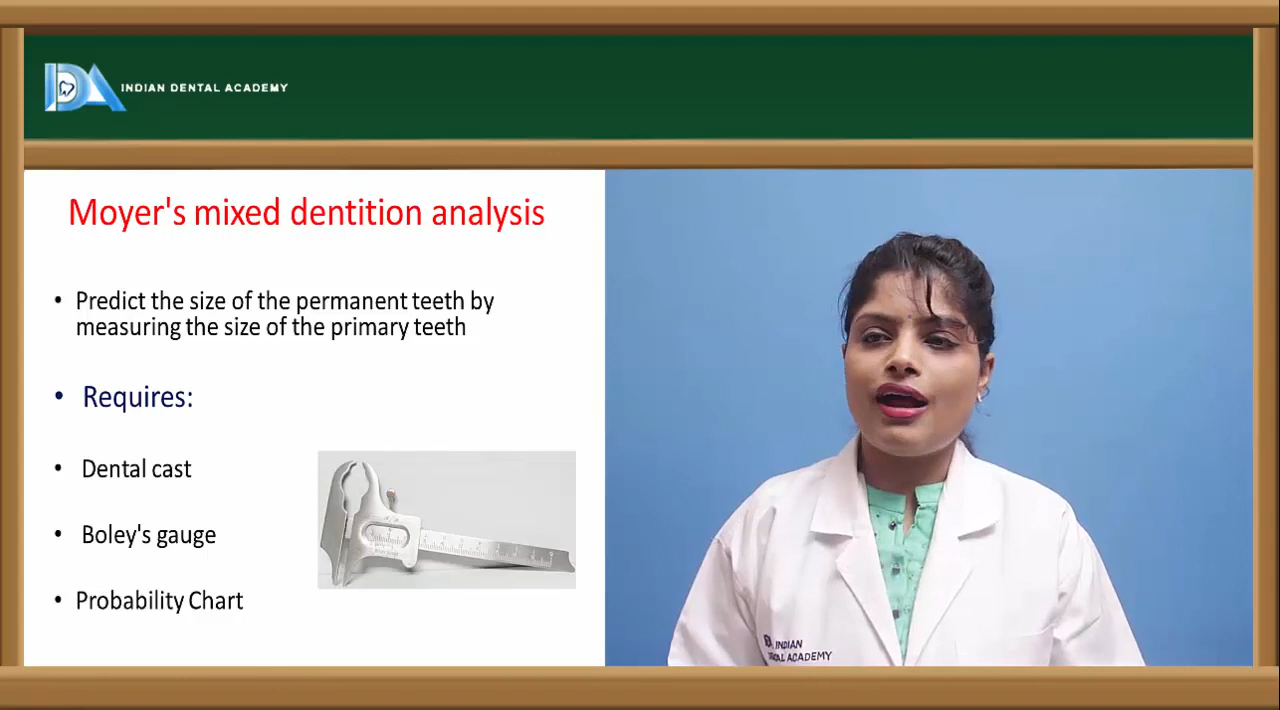 INDIAN DENTAL ACADEMY
Moyer's mixed dentition analysis
• Predict the size of the permanent teeth by
measuring the size of the primary teeth
• Requires:
• Dental cast
• Boley's gauge
• Probability Chart
INDIAN
ACADEMY